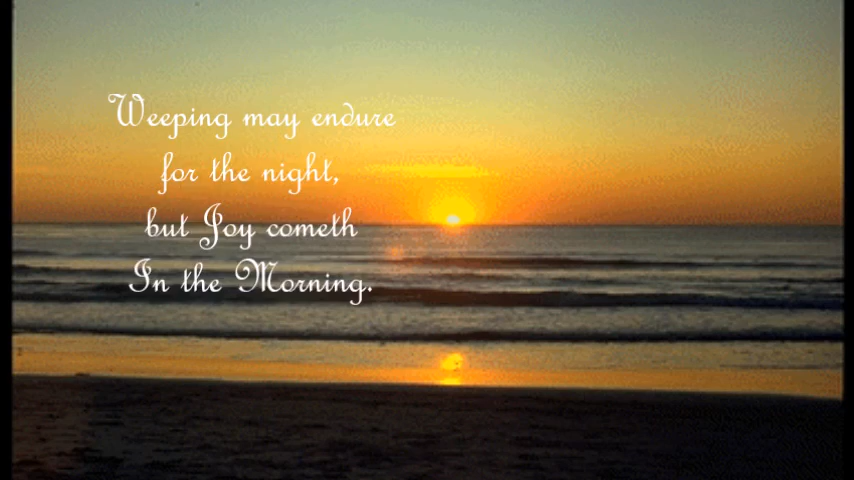 Weeping may endure
for the night,
but Joy cometh
In the Morning.